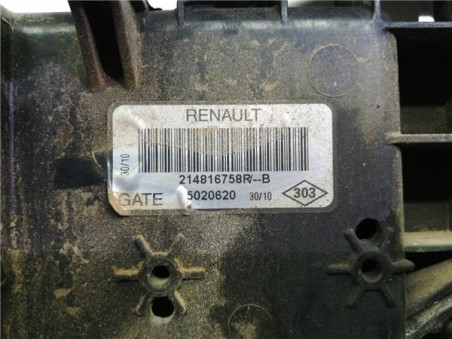 RENAULT
30/10
214816758R/--B
GATE 5020620 30/10
303